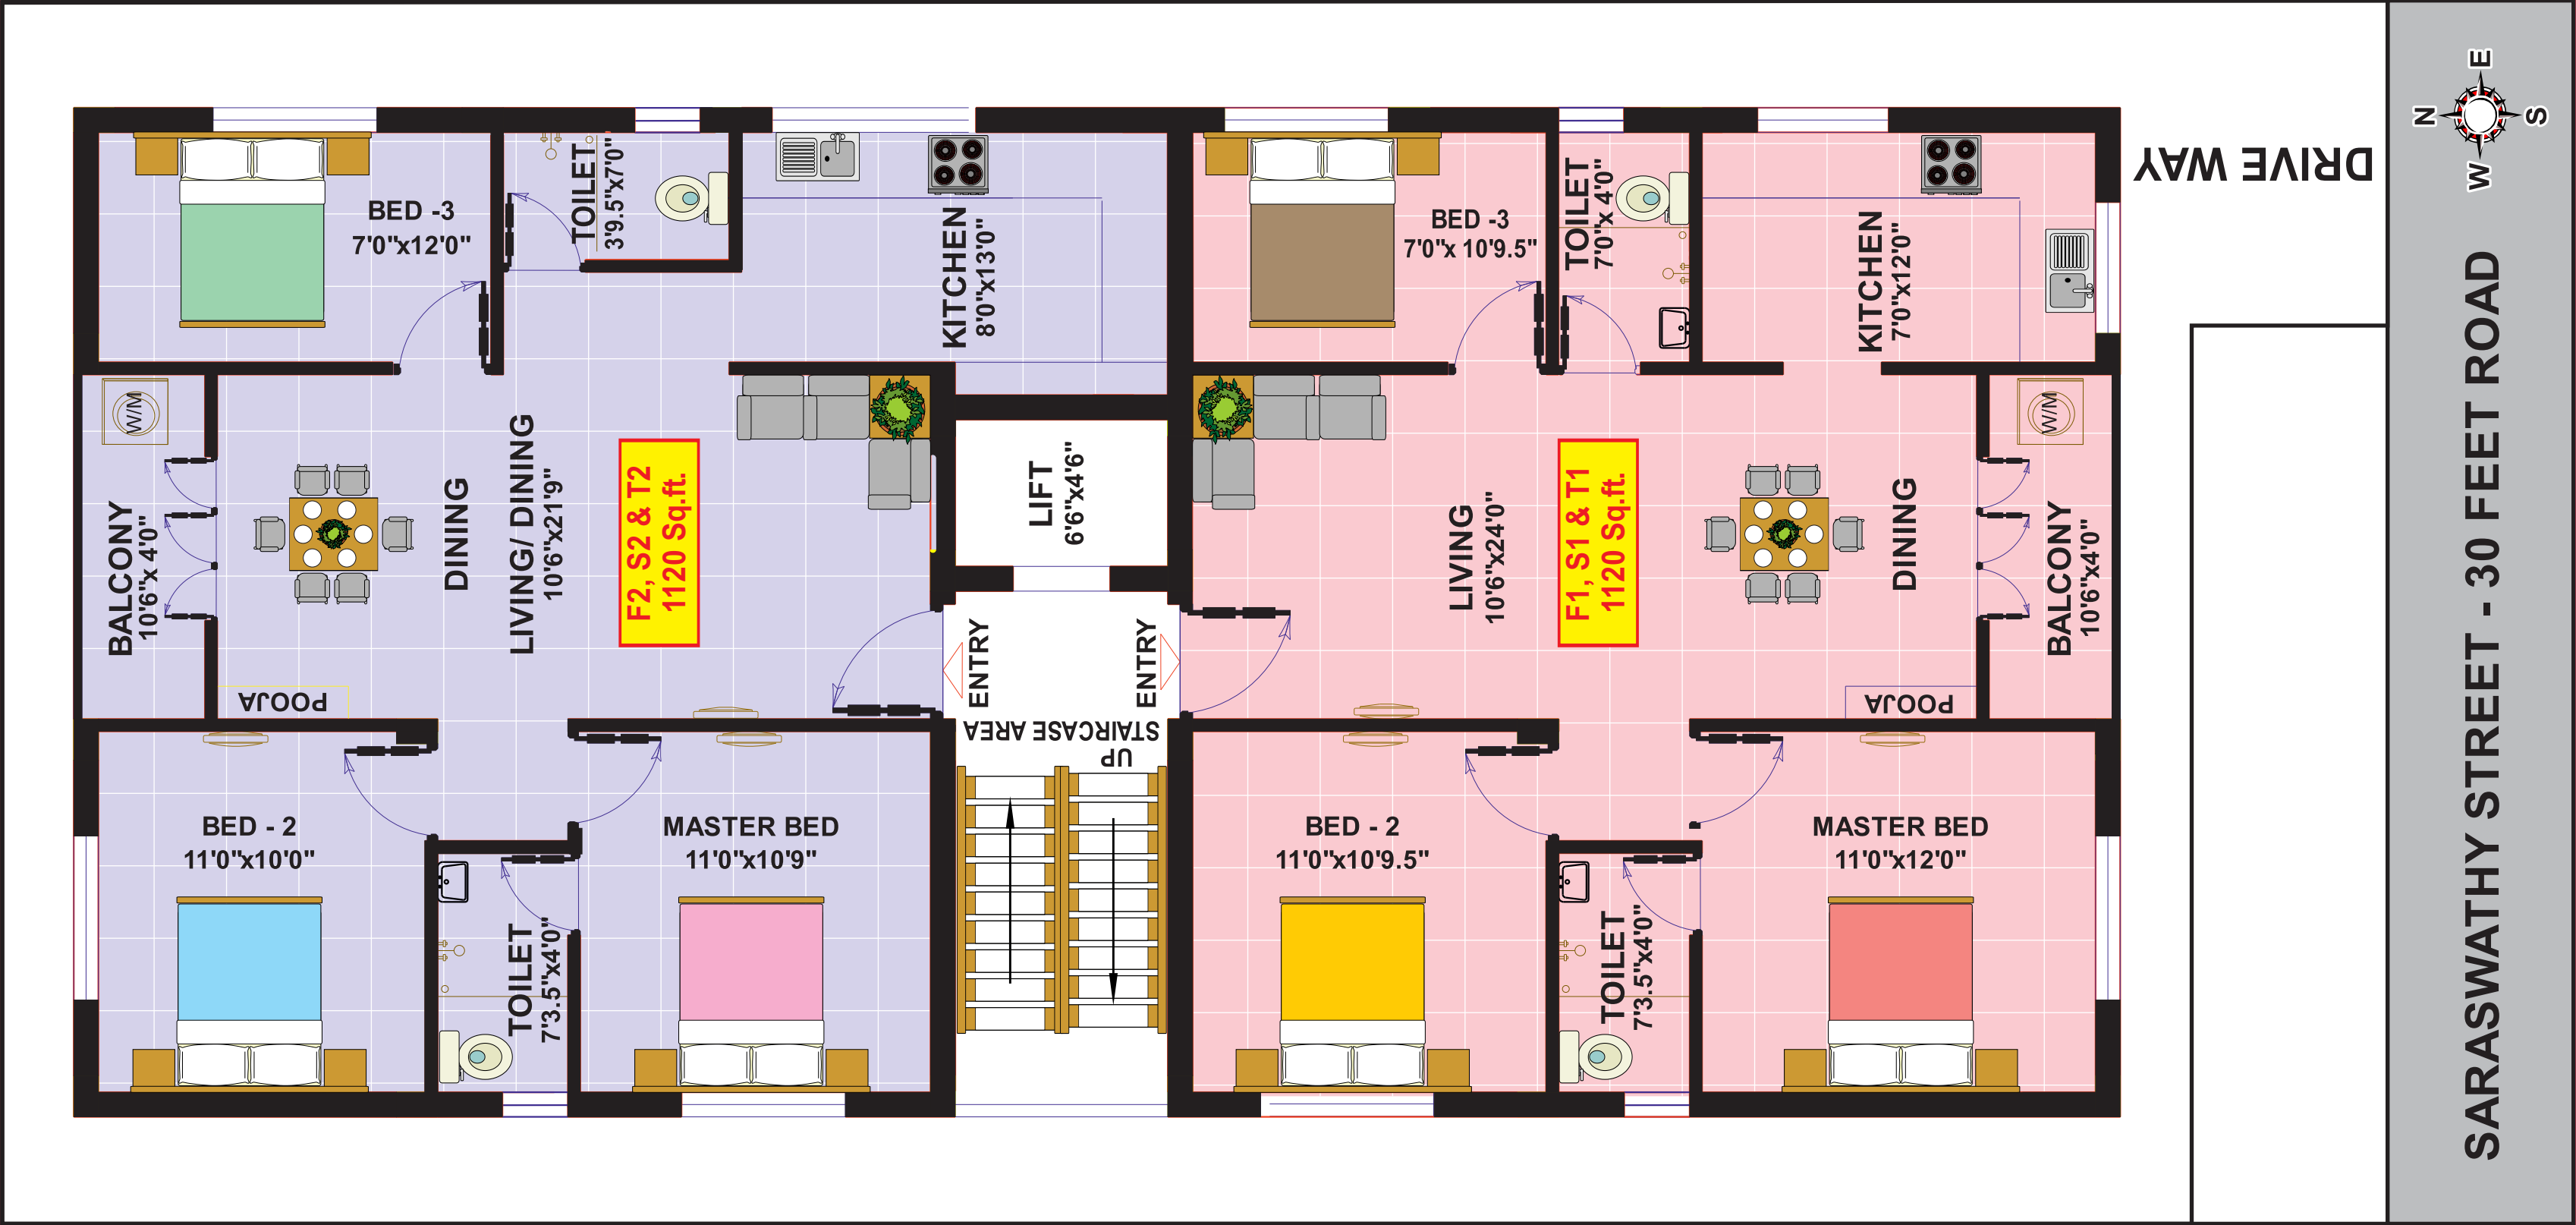 BED -3
7'0"x12'0"
TOILET
3'9.5"x7'0"
KITCHEN
8'0"x13'0"
BED -3
7'0"x 10'9.5"
TOILET
7'0"x 4'0"
KITCHEN
7'0"x12'0"
DRIVE WAY
E
N
S
W
W/M
BALCONY
10'6"x 4'0"
DINING
LIVING/ DINING
10'6"x21'9"
F2, S2 & T2
1120 Sq.ft.
POOJA
LIFT
6'6"x4'6"
ENTRY
ENTRY
STAIRCASE AREA
UP
LIVING
10'6"x24'0"
F1, S1 & T1
1120 Sq.ft.
DINING
POOJA
W/M
BALCONY
10'6"x4'0"
BED - 2
11'0"x10'0"
TOILET
7'3.5"x4'0"
MASTER BED
11'0"x10'9"
BED - 2
11'0"x10'9.5"
TOILET
7'3.5"x4'0"
MASTER BED
11'0"x12'0"
SARASWATHY STREET - 30 FEET ROAD